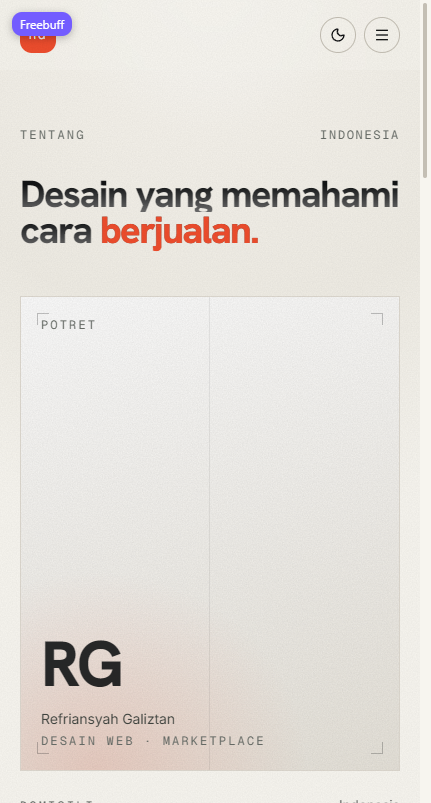 Freebuff
TENTANG
INDONESIA
Desain yang memahami
cara berjualan.
POTRET
RG
Refriansyah Galiztan
DESAIN WEB · MARKETPLACE